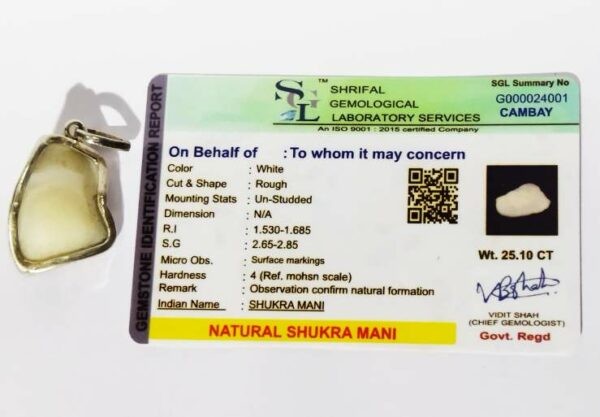 GEMSTONE IDENTIFICATION REPORT
SGL
™
SHRIFAL
GEMOLOGICAL
LABORATORY SERVICES
An ISO 9001 : 2015 certified Company
SGL Summary No
G000024001
CAMBAY
On Behalf of : To whom it may concern
Color : White
Cut & Shape : Rough
Mounting Stats : Un-Studded
Dimension : N/A
R.I : 1.530-1.685
S.G : 2.65-2.85
Micro Obs. : Surface markings
Hardness : 4 (Ref. mohsn scale)
Remark : Observation confirm natural formation
Indian Name : SHUKRA MANI
NATURAL SHUKRA MANI
Wt. 25.10 CT
VIDIT SHAH
(CHIEF GEMOLOGIST)
Govt. Regd